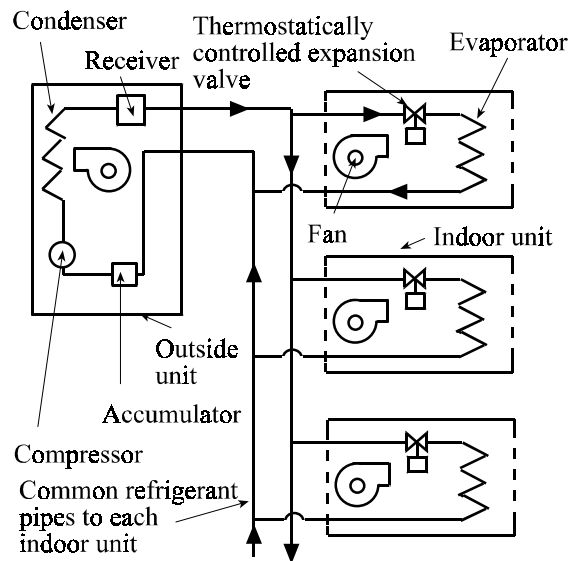 Condenser
Receiver
Thermostatically
controlled expansion
valve
Evaporator
Fan
Indoor unit
Outside
unit
Accumulator
Compressor
Common refrigerant
pipes to each
indoor unit